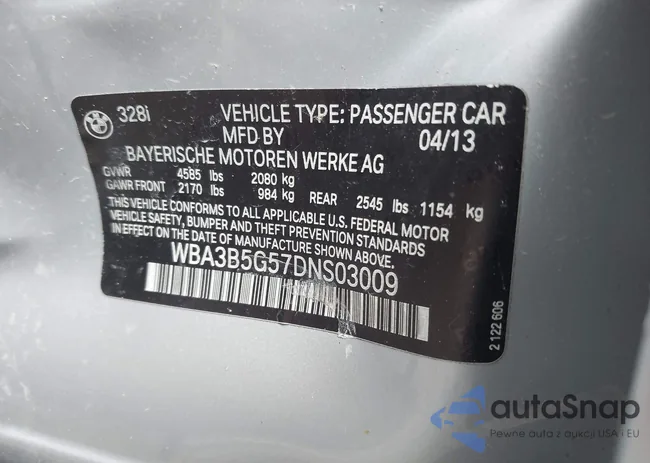 BMW
328i VEHICLE TYPE: PASSENGER CAR
MFD BY 04/13
BAYERISCHE MOTOREN WERKE AG
GVWR 4585 lbs 2080 kg
GAWR FRONT 2170 lbs 984 kg REAR 2545 lbs 1154 kg
THIS VEHICLE CONFORMS TO ALL APPLICABLE U.S. FEDERAL MOTOR
VEHICLE SAFETY, BUMPER AND THEFT PREVENTION STANDARDS
IN EFFECT ON THE DATE OF MANUFACTURE SHOWN ABOVE.
WBA3B5G57DNS03009
2 122 606
autaSnap
Pewne auta z aukcji USA i EU